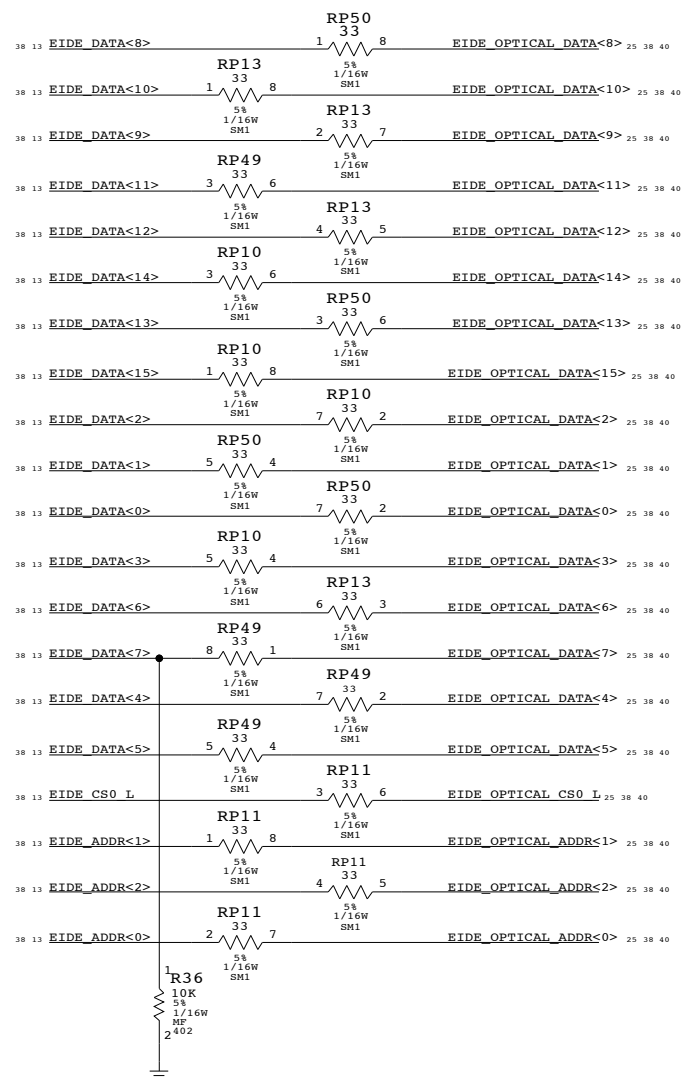 RP50
33
38 13 EIDE_DATA<8> 1 8 EIDE_OPTICAL_DATA<8> 25 38 40
5%
1/16W
SM1
RP13
33
38 13 EIDE_DATA<10> 1 8 EIDE_OPTICAL_DATA<10> 25 38 40
5%
1/16W
SM1
RP13
33
38 13 EIDE_DATA<9> 2 7 EIDE_OPTICAL_DATA<9> 25 38 40
5%
1/16W
SM1
RP49
33
38 13 EIDE_DATA<11> 3 6 EIDE_OPTICAL_DATA<11> 25 38 40
5%
1/16W
SM1
RP13
33
38 13 EIDE_DATA<12> 4 5 EIDE_OPTICAL_DATA<12> 25 38 40
5%
1/16W
SM1
RP10
33
38 13 EIDE_DATA<14> 3 6 EIDE_OPTICAL_DATA<14> 25 38 40
5%
1/16W
SM1
RP50
33
38 13 EIDE_DATA<13> 3 6 EIDE_OPTICAL_DATA<13> 25 38 40
5%
1/16W
SM1
RP10
33
38 13 EIDE_DATA<15> 1 8 EIDE_OPTICAL_DATA<15> 25 38 40
5%
1/16W
SM1
RP10
33
38 13 EIDE_DATA<2> 7 2 EIDE_OPTICAL_DATA<2> 25 38 40
5%
1/16W
SM1
RP50
33
38 13 EIDE_DATA<1> 5 4 EIDE_OPTICAL_DATA<1> 25 38 40
5%
1/16W
SM1
RP50
33
38 13 EIDE_DATA<0> 7 2 EIDE_OPTICAL_DATA<0> 25 38 40
5%
1/16W
SM1
RP10
33
38 13 EIDE_DATA<3> 5 4 EIDE_OPTICAL_DATA<3> 25 38 40
5%
1/16W
SM1
RP13
33
38 13 EIDE_DATA<6> 6 3 EIDE_OPTICAL_DATA<6> 25 38 40
5%
1/16W
SM1
RP49
33
38 13 EIDE_DATA<7> 8 1 EIDE_OPTICAL_DATA<7> 25 38 40
5%
1/16W
SM1
RP49
33
38 13 EIDE_DATA<4> 7 2 EIDE_OPTICAL_DATA<4> 25 38 40
5%
1/16W
SM1
RP49
33
38 13 EIDE_DATA<5> 5 4 EIDE_OPTICAL_DATA<5> 25 38 40
5%
1/16W
SM1
RP11
33
38 13 EIDE_CS0_L 3 6 EIDE_OPTICAL_CS0_L 25 38 40
5%
1/16W
SM1
RP11
33
38 13 EIDE_ADDR<1> 1 8 EIDE_OPTICAL_ADDR<1> 25 38 40
5%
1/16W
SM1
RP11
33
38 13 EIDE_ADDR<2> 4 5 EIDE_OPTICAL_ADDR<2> 25 38 40
5%
1/16W
SM1
RP11
33
38 13 EIDE_ADDR<0> 2 7 EIDE_OPTICAL_ADDR<0> 25 38 40
5%
1/16W
SM1
1
R36
10K
5%
1/16W
MF
402
2